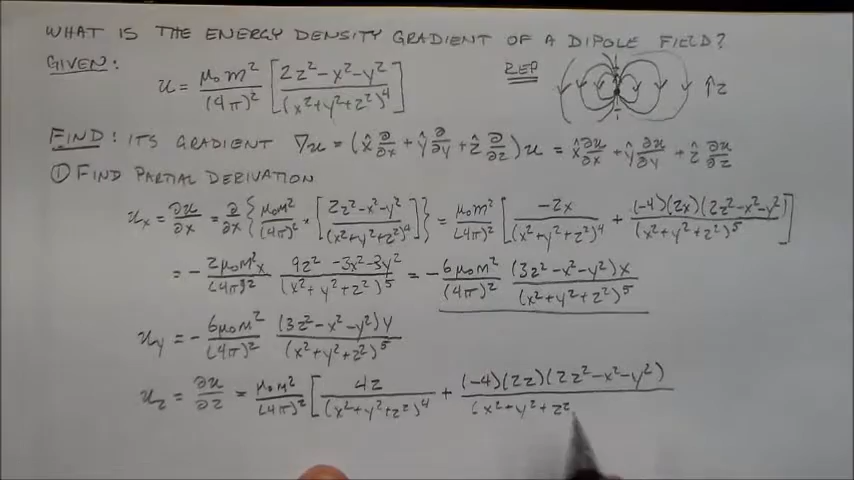 WHAT IS THE ENERGY DENSITY GRADIENT OF A DIPOLE FIELD?
GIVEN: u = μ₀m²/(4π)² [(2z²-x²-y²)/(x²+y²+z²)⁴] REP ↑z
FIND: ITS GRADIENT ∇u = (x̂ ∂/∂x + ŷ ∂/∂y + ẑ ∂/∂z)u = x̂ ∂u/∂x + ŷ ∂u/∂y + ẑ ∂u/∂z
① FIND PARTIAL DERIVATION
u_x = ∂u/∂x = ∂/∂x {μ₀m²/(4π)² * [(2z²-x²-y²)/(x²+y²+z²)⁴]} = μ₀m²/(4π)² [-2x/(x²+y²+z²)⁴ + (-4)(2x)(2z²-x²-y²)/(x²+y²+z²)⁵]
= - 2μ₀m²x/(4π)² (9z²-3x²-3y²)/(x²+y²+z²)⁵ = - 6μ₀m²/(4π)² (3z²-x²-y²)x/(x²+y²+z²)⁵
u_y = - 6μ₀m²/(4π)² (3z²-x²-y²)y/(x²+y²+z²)⁵
u_z = ∂u/∂z = μ₀m²/(4π)² [4z/(x²+y²+z²)⁴ + (-4)(2z)(2z²-x²-y²)/(x²+y²+z²